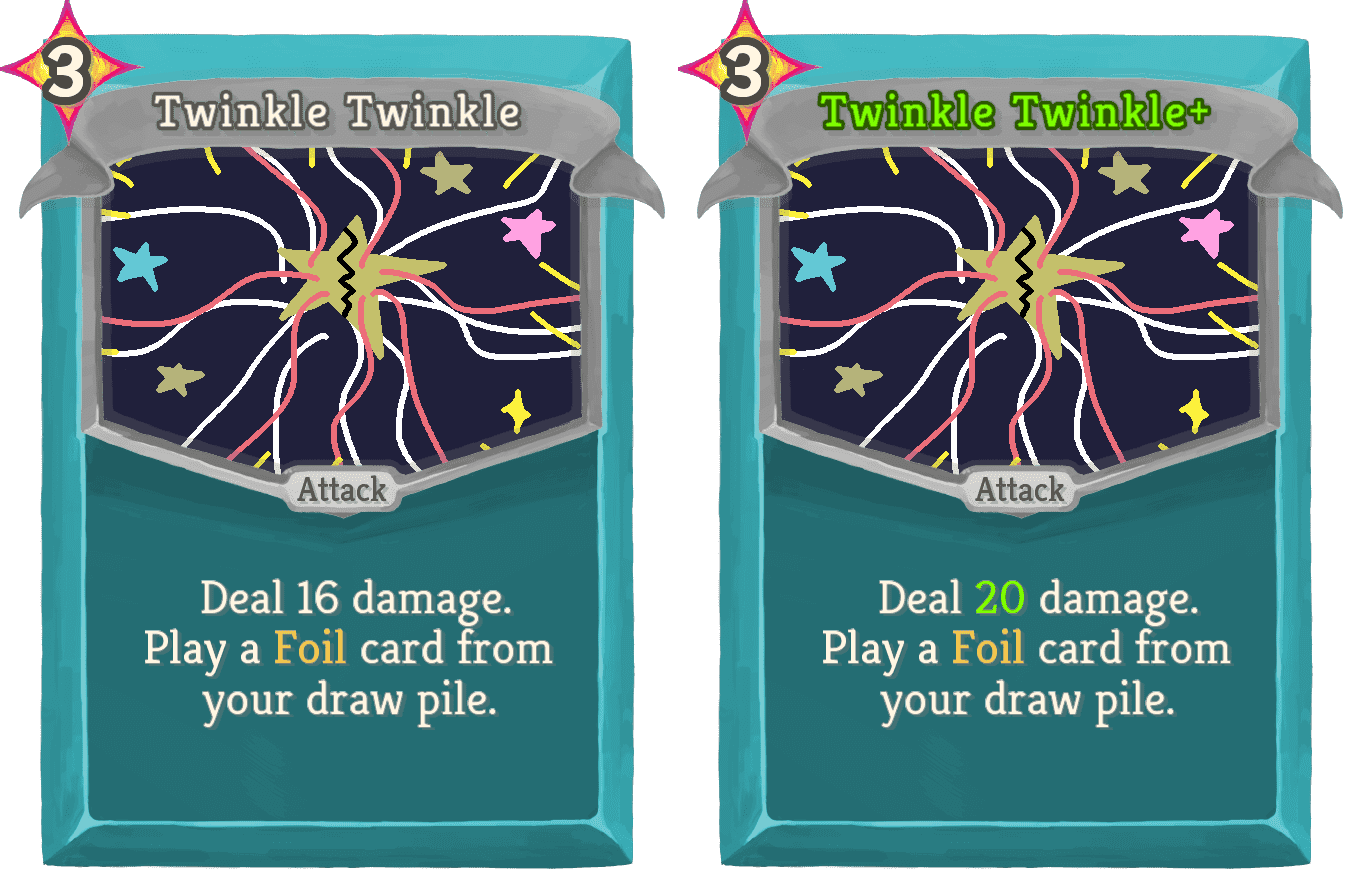 3
Twinkle Twinkle
Attack
Deal 16 damage.
Play a Foil card from
your draw pile.
3
Twinkle Twinkle+
Attack
Deal 20 damage.
Play a Foil card from
your draw pile.